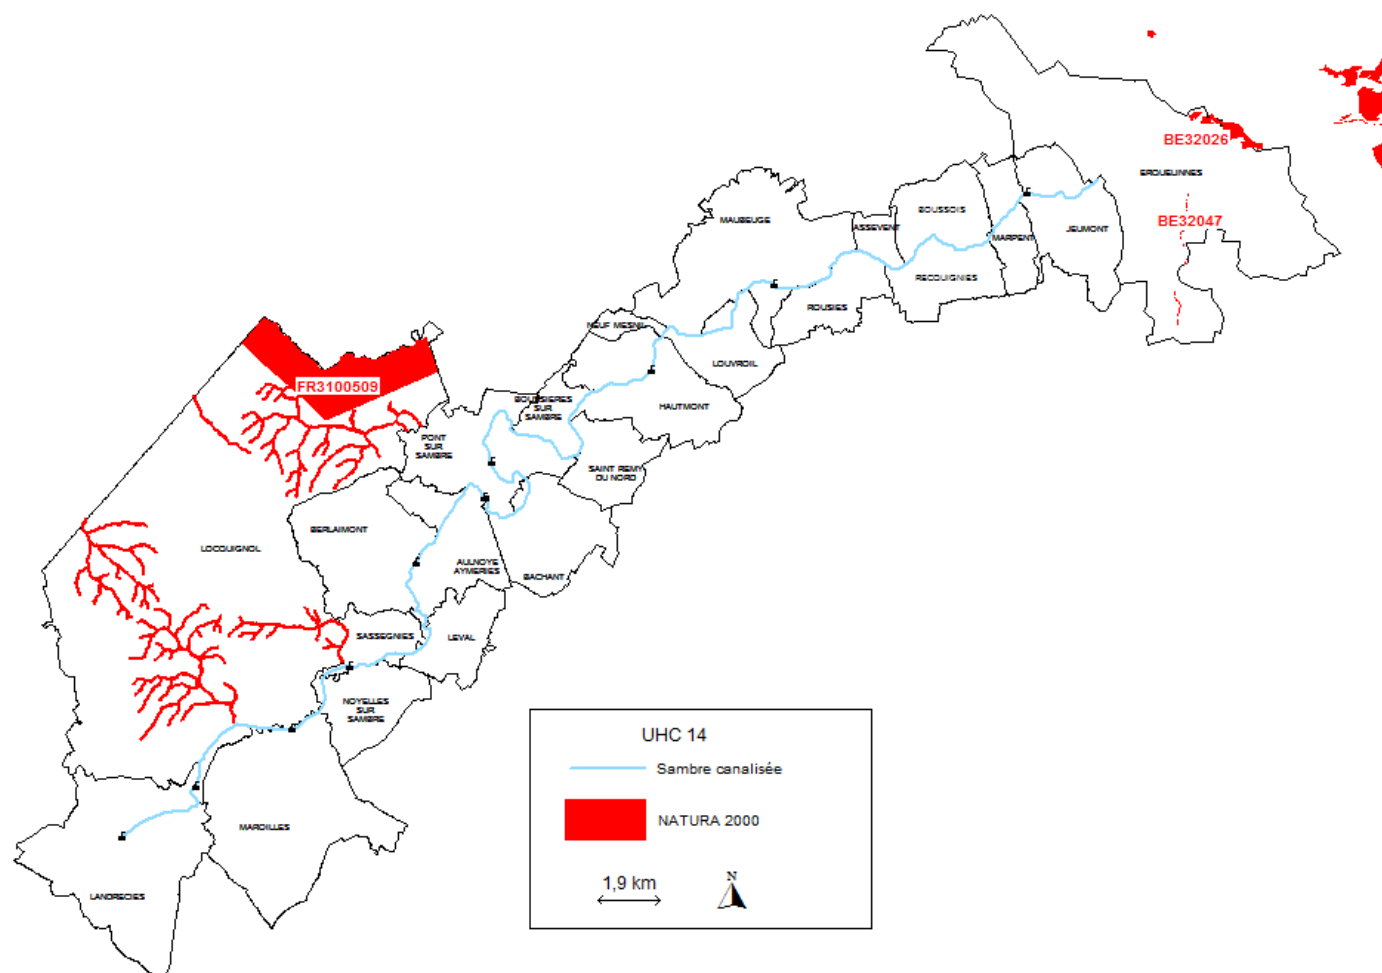 BE32026
ERQUELINNES
BOUSSOIS
MAUBEUGE
BE32047
ASSEVENT
JEUMONT
MARPENT
RECQUIGNIES
ROUSIES
NEUF MESNIL
LOUVROIL
FR3100509
BOUSSIERES
SUR
SAMBRE
HAUTMONT
PONT
SUR
SAMBRE
SAINT REMY
DU NORD
BERLAIMONT
LOCQUIGNOL
AULNOYE
AYMERIES
BACHANT
SASSEGNIES
LEVAL
NOYELLES
SUR
SAMBRE
MAROILLES
LANDRECIES
UHC 14
Sambre canalisée
NATURA 2000
1,9 km
N